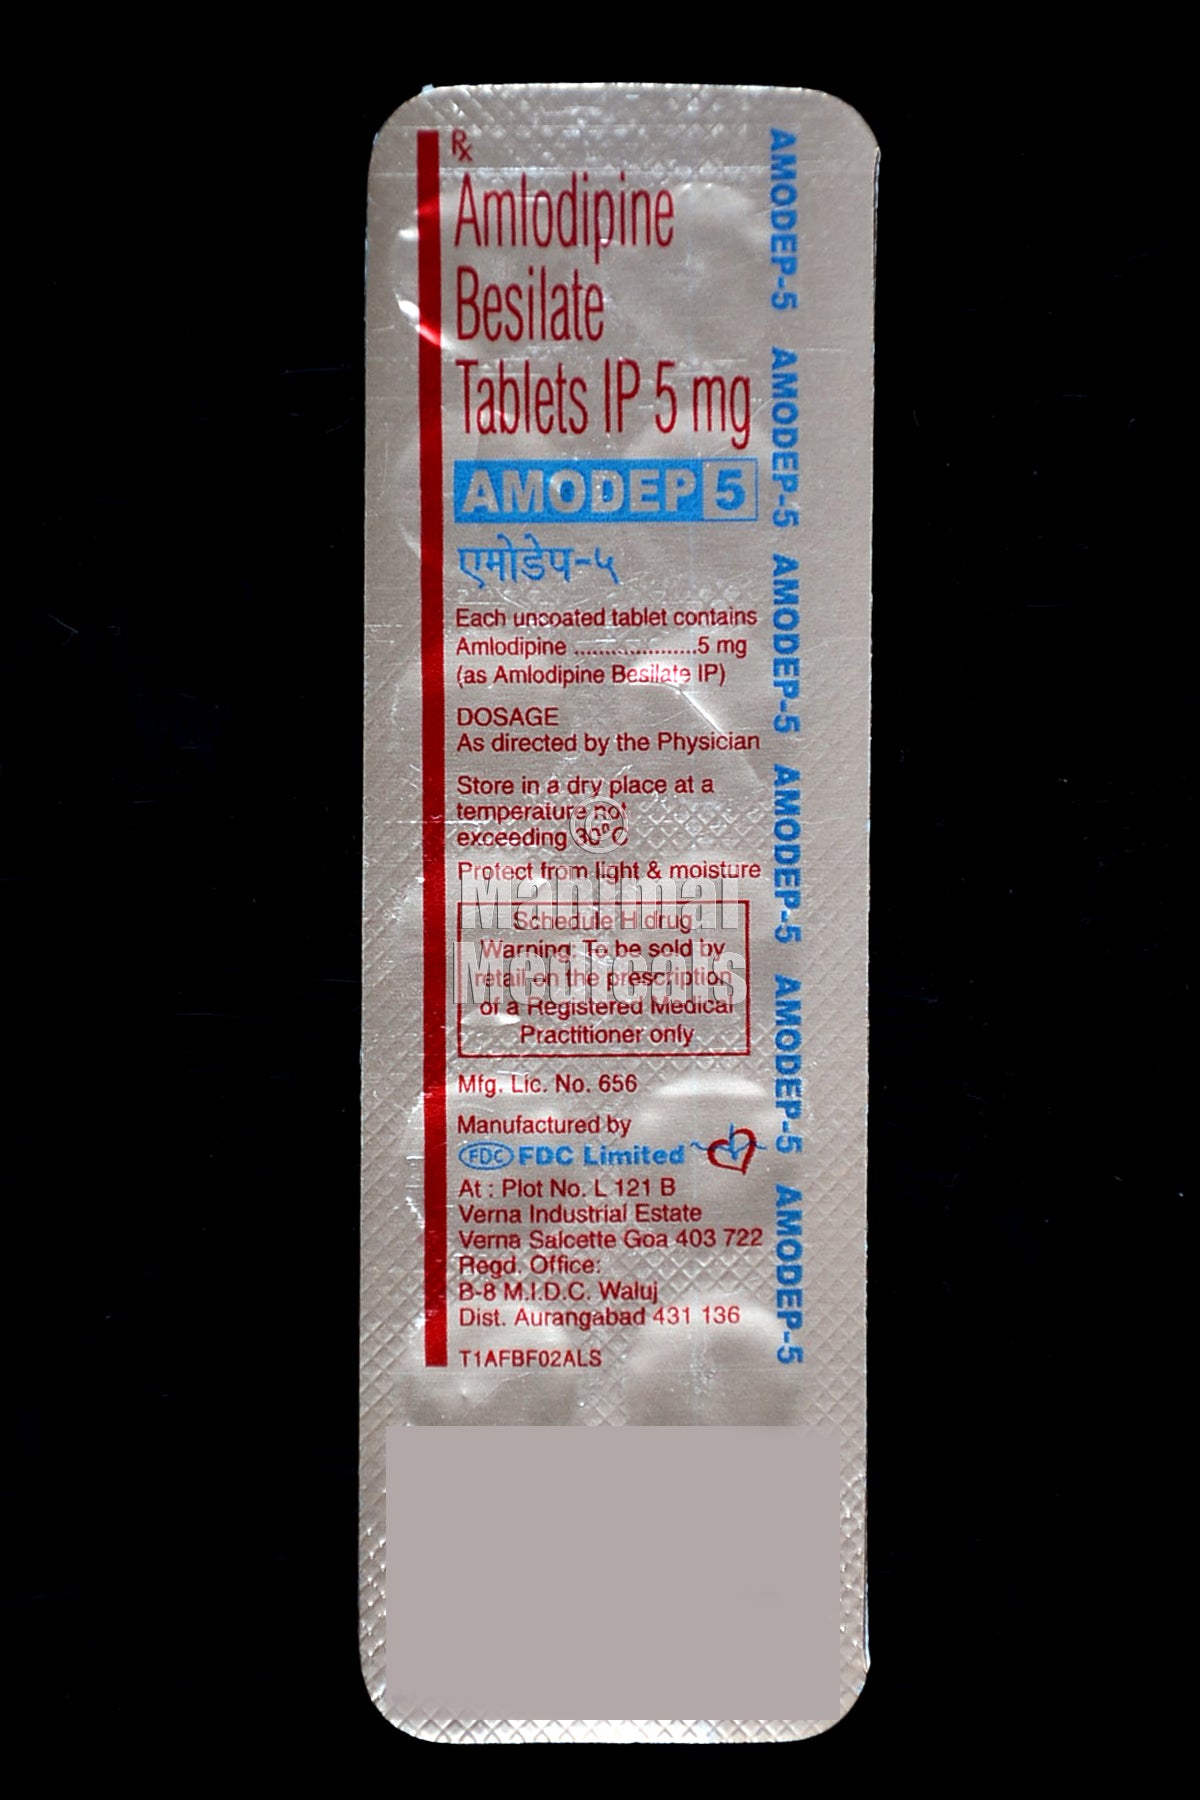 Rx
Amlodipine
Besilate
Tablets IP 5 mg
AMODEP 5
एमोडेप-५
Each uncoated tablet contains
Amlodipine ....................5 mg
(as Amlodipine Besilate IP)
DOSAGE
As directed by the Physician
Store in a dry place at a
temperature not
exceeding 30°C
Protect from light & moisture
Schedule H drug
Warning: To be sold by
retail on the prescription
of a Registered Medical
Practitioner only
Mfg. Lic. No. 656
Manufactured by
FDC FDC Limited
At : Plot No. L 121 B
Verna Industrial Estate
Verna Salcette Goa 403 722
Regd. Office:
B-8 M.I.D.C. Waluj
Dist. Aurangabad 431 136
T1AFBF02ALS
AMODEP-5 AMODEP-5 AMODEP-5 AMODEP-5 AMODEP-5 AMODEP-5
©
Manimal
Medicals